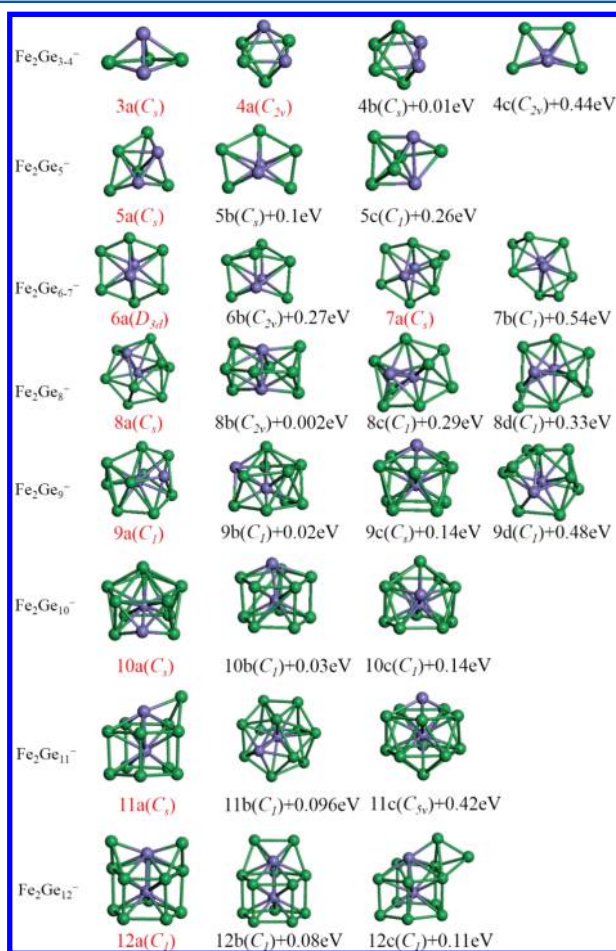 Fe₂Ge₃₋₄⁻
3a(Cₛ) 4a(C₂ᵥ) 4b(Cₛ)+0.01eV 4c(C₂ᵥ)+0.44eV
Fe₂Ge₅⁻
5a(Cₛ) 5b(Cₛ)+0.1eV 5c(C₁)+0.26eV
Fe₂Ge₆₋₇⁻
6a(D₃d) 6b(C₂ᵥ)+0.27eV 7a(Cₛ) 7b(C₁)+0.54eV
Fe₂Ge₈⁻
8a(Cₛ) 8b(C₂ᵥ)+0.002eV 8c(C₁)+0.29eV 8d(C₁)+0.33eV
Fe₂Ge₉⁻
9a(C₁) 9b(C₁)+0.02eV 9c(Cₛ)+0.14eV 9d(C₁)+0.48eV
Fe₂Ge₁₀⁻
10a(Cₛ) 10b(C₁)+0.03eV 10c(C₁)+0.14eV
Fe₂Ge₁₁⁻
11a(Cₛ) 11b(C₁)+0.096eV 11c(C₅ᵥ)+0.42eV
Fe₂Ge₁₂⁻
12a(C₁) 12b(C₁)+0.08eV 12c(C₁)+0.11eV